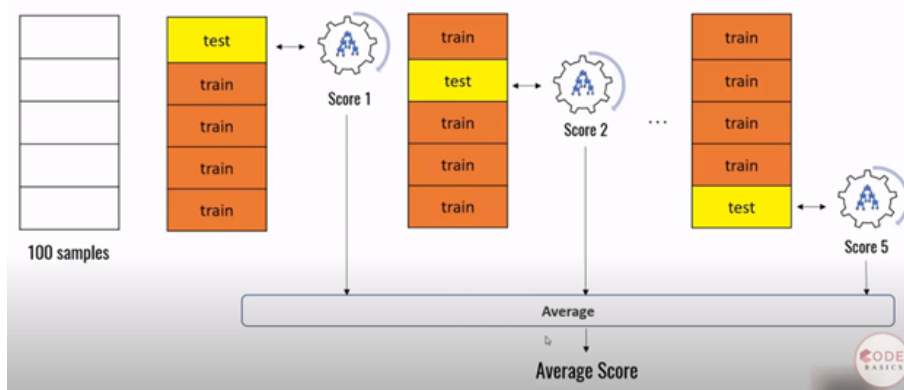 test
train
train
train
train
100 samples
Score 1
train
test
train
train
train
Score 2
...
train
train
train
train
test
Score 5
Average
Average Score
CODE
BASICS